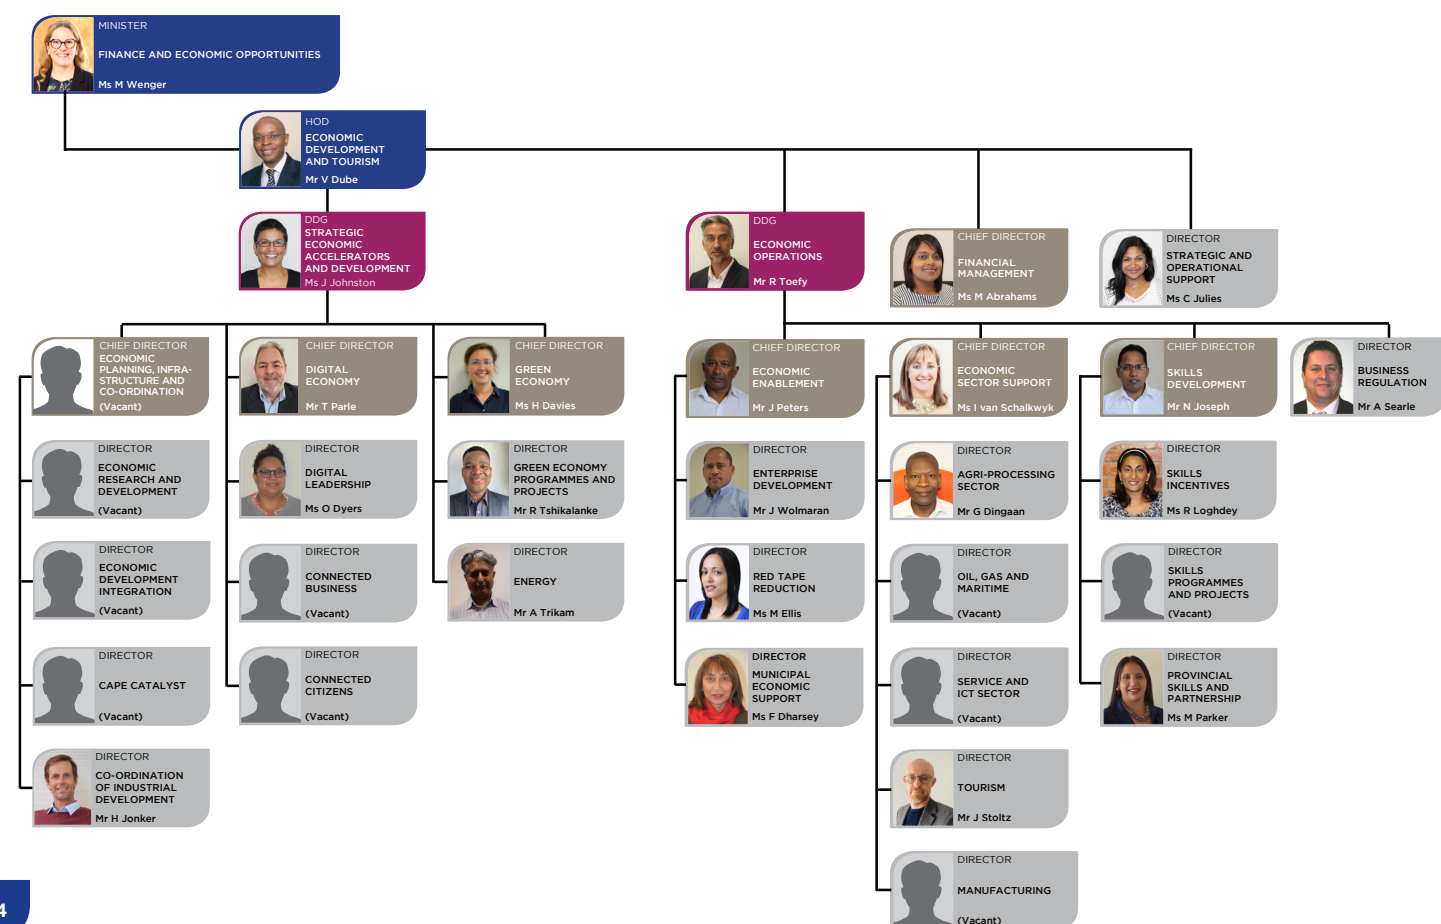 MINISTER
FINANCE AND ECONOMIC OPPORTUNITIES
Ms M Wenger
HOD
ECONOMIC
DEVELOPMENT
AND TOURISM
Mr V Dube
DDG
STRATEGIC
ECONOMIC
ACCELERATORS
AND DEVELOPMENT
Ms J Johnston
DDG
ECONOMIC
OPERATIONS
Mr R Toefy
CHIEF DIRECTOR
FINANCIAL
MANAGEMENT
Ms M Abrahams
DIRECTOR
STRATEGIC AND
OPERATIONAL
SUPPORT
Ms C Julies
CHIEF DIRECTOR
ECONOMIC
PLANNING, INFRA-
STRUCTURE AND
CO-ORDINATION
(Vacant)
DIRECTOR
ECONOMIC
RESEARCH AND
DEVELOPMENT
(Vacant)
DIRECTOR
ECONOMIC
DEVELOPMENT
INTEGRATION
(Vacant)
DIRECTOR
CAPE CATALYST
(Vacant)
DIRECTOR
CO-ORDINATION
OF INDUSTRIAL
DEVELOPMENT
Mr H Jonker
CHIEF DIRECTOR
DIGITAL
ECONOMY
Mr T Parle
DIRECTOR
DIGITAL
LEADERSHIP
Ms O Dyers
DIRECTOR
CONNECTED
BUSINESS
(Vacant)
DIRECTOR
CONNECTED
CITIZENS
(Vacant)
CHIEF DIRECTOR
GREEN
ECONOMY
Ms H Davies
DIRECTOR
GREEN ECONOMY
PROGRAMMES AND
PROJECTS
Mr R Tshikalanke
DIRECTOR
ENERGY
Mr A Trikam
CHIEF DIRECTOR
ECONOMIC
ENABLEMENT
Mr J Peters
DIRECTOR
ENTERPRISE
DEVELOPMENT
Mr J Wolmaran
DIRECTOR
RED TAPE
REDUCTION
Ms M Ellis
DIRECTOR
MUNICIPAL
ECONOMIC
SUPPORT
Ms F Dharsey
CHIEF DIRECTOR
ECONOMIC
SECTOR SUPPORT
Ms I van Schalkwyk
DIRECTOR
AGRI-PROCESSING
SECTOR
Mr G Dingaan
DIRECTOR
OIL, GAS AND
MARITIME
(Vacant)
DIRECTOR
SERVICE AND
ICT SECTOR
(Vacant)
DIRECTOR
TOURISM
Mr J Stoltz
DIRECTOR
MANUFACTURING
(Vacant)
CHIEF DIRECTOR
SKILLS
DEVELOPMENT
Mr N Joseph
DIRECTOR
SKILLS
INCENTIVES
Ms R Loghdey
DIRECTOR
SKILLS
PROGRAMMES
AND PROJECTS
(Vacant)
DIRECTOR
PROVINCIAL
SKILLS AND
PARTNERSHIP
Ms M Parker
DIRECTOR
BUSINESS
REGULATION
Mr A Searle
4